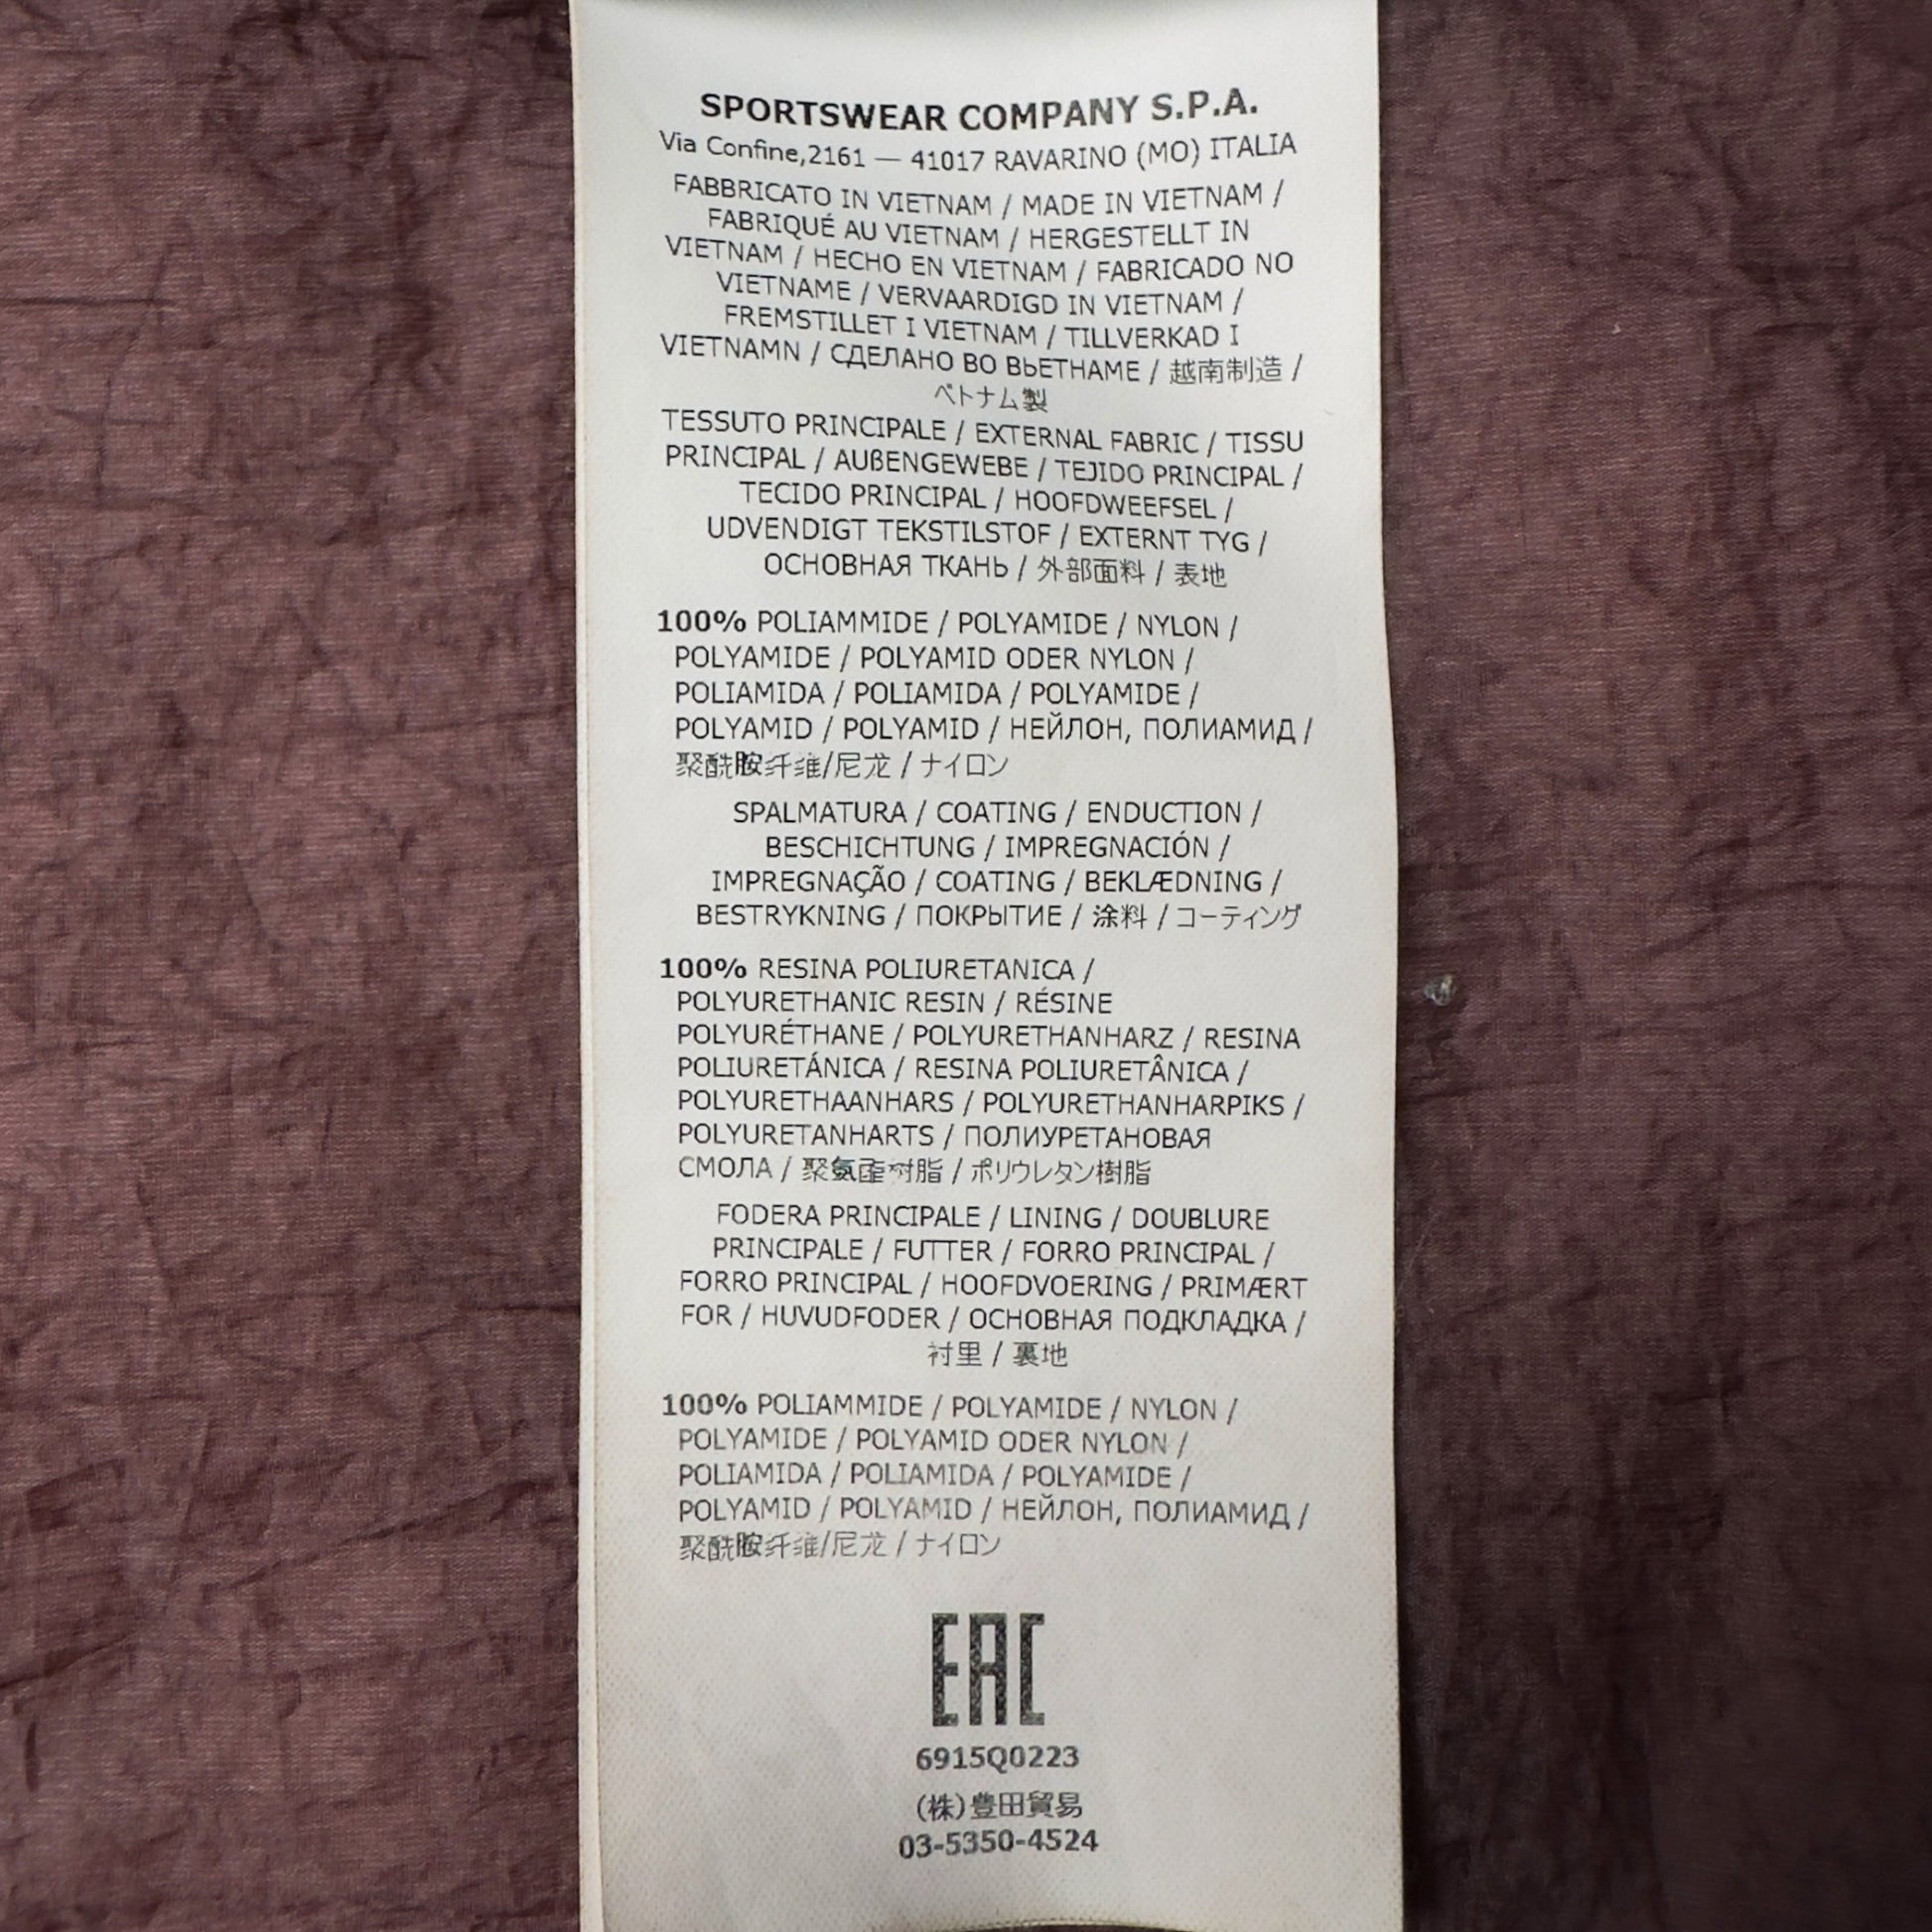 SPORTSWEAR COMPANY S.P.A.
Via Confine,2161 — 41017 RAVARINO (MO) ITALIA
FABBRICATO IN VIETNAM / MADE IN VIETNAM /
FABRIQUÉ AU VIETNAM / HERGESTELLT IN
VIETNAM / HECHO EN VIETNAM / FABRICADO NO
VIETNAME / VERVAARDIGD IN VIETNAM /
FREMSTILLET I VIETNAM / TILLVERKAD I
VIETNAMN / СДЕЛАНО ВО ВЬЕТНАМЕ / 越南制造 /
ベトナム製
TESSUTO PRINCIPALE / EXTERNAL FABRIC / TISSU
PRINCIPAL / AUßENGEWEBE / TEJIDO PRINCIPAL /
TECIDO PRINCIPAL / HOOFDWEEFSEL /
UDVENDIGT TEKSTILSTOF / EXTERNT TYG /
ОСНОВНАЯ ТКАНЬ / 外部面料 / 表地
100% POLIAMMIDE / POLYAMIDE / NYLON /
POLYAMIDE / POLYAMID ODER NYLON /
POLIAMIDA / POLIAMIDA / POLYAMIDE /
POLYAMID / POLYAMID / НЕЙЛОН, ПОЛИАМИД /
聚酰胺纤维/尼龙 / ナイロン
SPALMATURA / COATING / ENDUCTION /
BESCHICHTUNG / IMPREGNACIÓN /
IMPREGNAÇÃO / COATING / BEKLÆDNING /
BESTRYKNING / ПОКРЫТИЕ / 涂料 / コーティング
100% RESINA POLIURETANICA /
POLYURETHANIC RESIN / RÉSINE
POLYURÉTHANE / POLYURETHANHARZ / RESINA
POLIURETÁNICA / RESINA POLIURETÂNICA /
POLYURETHAANHARS / POLYURETHANHARPIKS /
POLYURETANHARTS / ПОЛИУРЕТАНОВАЯ
СМОЛА / 聚氨酯树脂 / ポリウレタン樹脂
FODERA PRINCIPALE / LINING / DOUBLURE
PRINCIPALE / FUTTER / FORRO PRINCIPAL /
FORRO PRINCIPAL / HOOFDVOERING / PRIMÆRT
FOR / HUVUDFODER / ОСНОВНАЯ ПОДКЛАДКА /
衬里 / 裏地
100% POLIAMMIDE / POLYAMIDE / NYLON /
POLYAMIDE / POLYAMID ODER NYLON /
POLIAMIDA / POLIAMIDA / POLYAMIDE /
POLYAMID / POLYAMID / НЕЙЛОН, ПОЛИАМИД /
聚酰胺纤维/尼龙 / ナイロン
EAC
6915Q0223
(株)豊田貿易
03-5350-4524